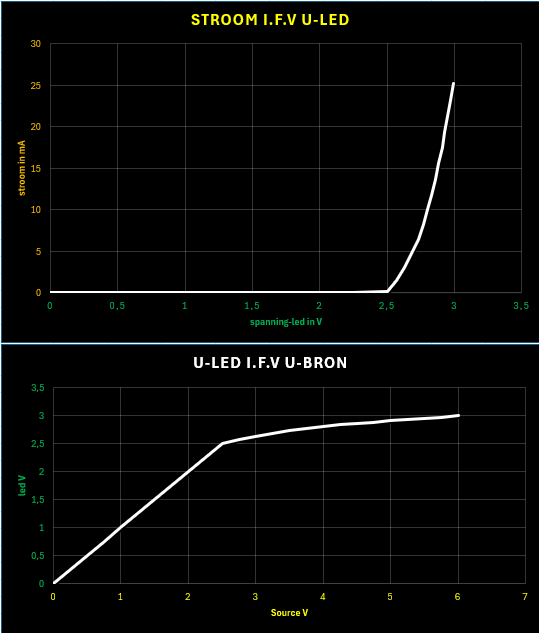 STROOM I.F.V U-LED
30
25
20
15
10
5
0
stroom in mA
0 0,5 1 1,5 2 2,5 3 3,5
spanning-led in V
U-LED I.F.V U-BRON
3,5
3
2,5
2
1,5
1
0,5
0
led V
0 1 2 3 4 5 6 7
Source V